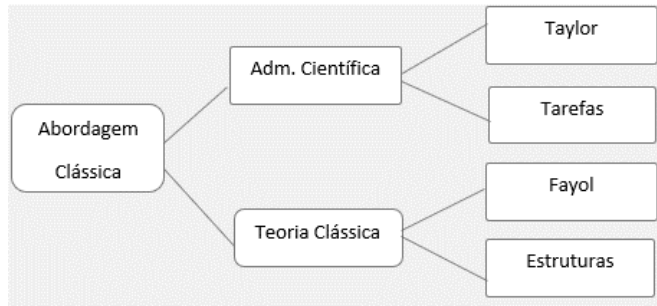 Abordagem
Clássica
Adm. Científica
Teoria Clássica
Taylor
Tarefas
Fayol
Estruturas